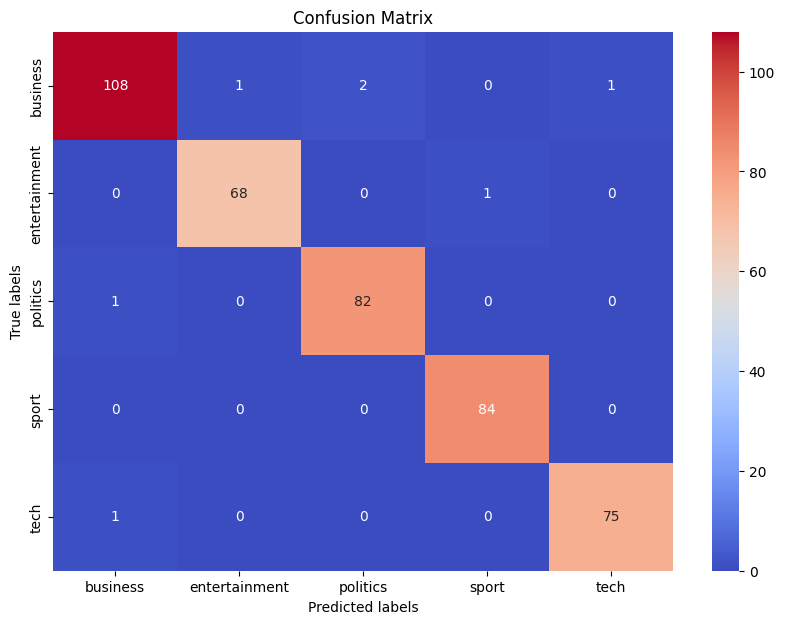 Confusion Matrix
True labels
business 108 1 2 0 1
entertainment 0 68 0 1 0
politics 1 0 82 0 0
sport 0 0 0 84 0
tech 1 0 0 0 75
business entertainment politics sport tech
Predicted labels
100
80
60
40
20
0